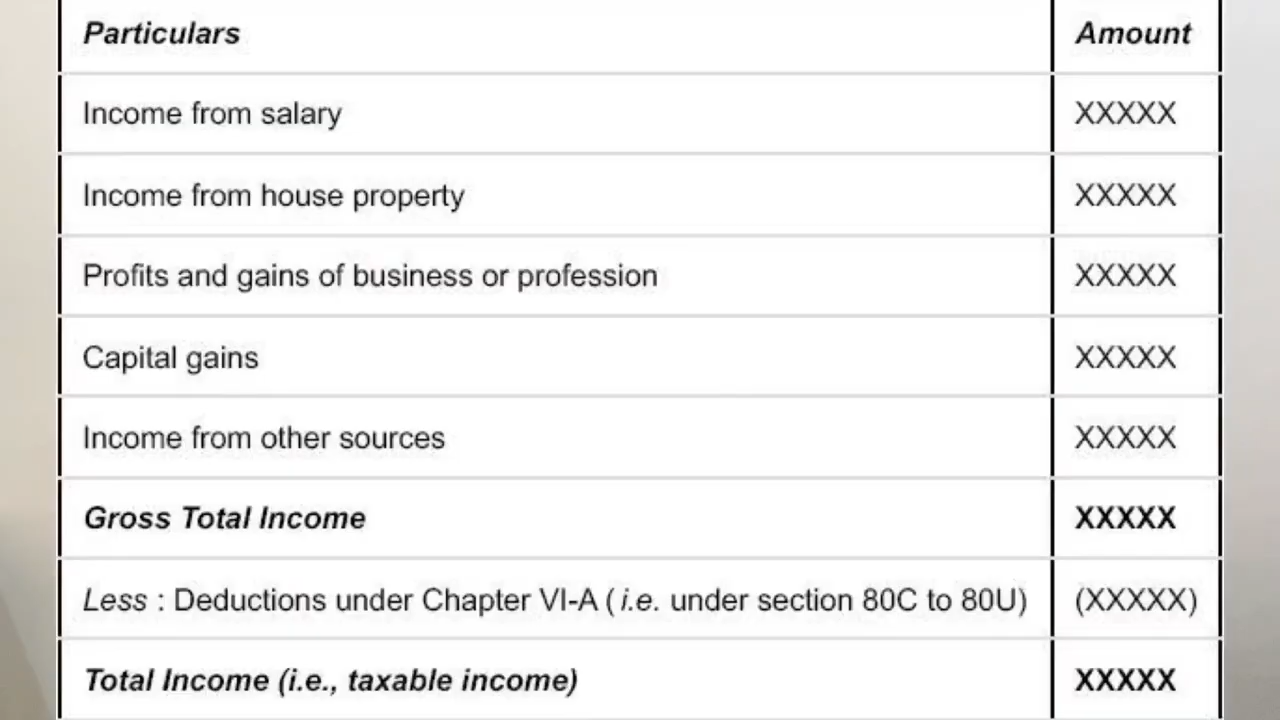 Particulars Amount
Income from salary XXXXX
Income from house property XXXXX
Profits and gains of business or profession XXXXX
Capital gains XXXXX
Income from other sources XXXXX
Gross Total Income XXXXX
Less : Deductions under Chapter VI-A ( i.e. under section 80C to 80U) (XXXXX)
Total Income (i.e., taxable income) XXXXX